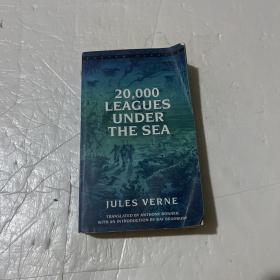 20,000
LEAGUES
UNDER
THE SEA
JULES VERNE
TRANSLATED BY ANTHONY BONNER
WITH AN INTRODUCTION BY RAY BRADBURY